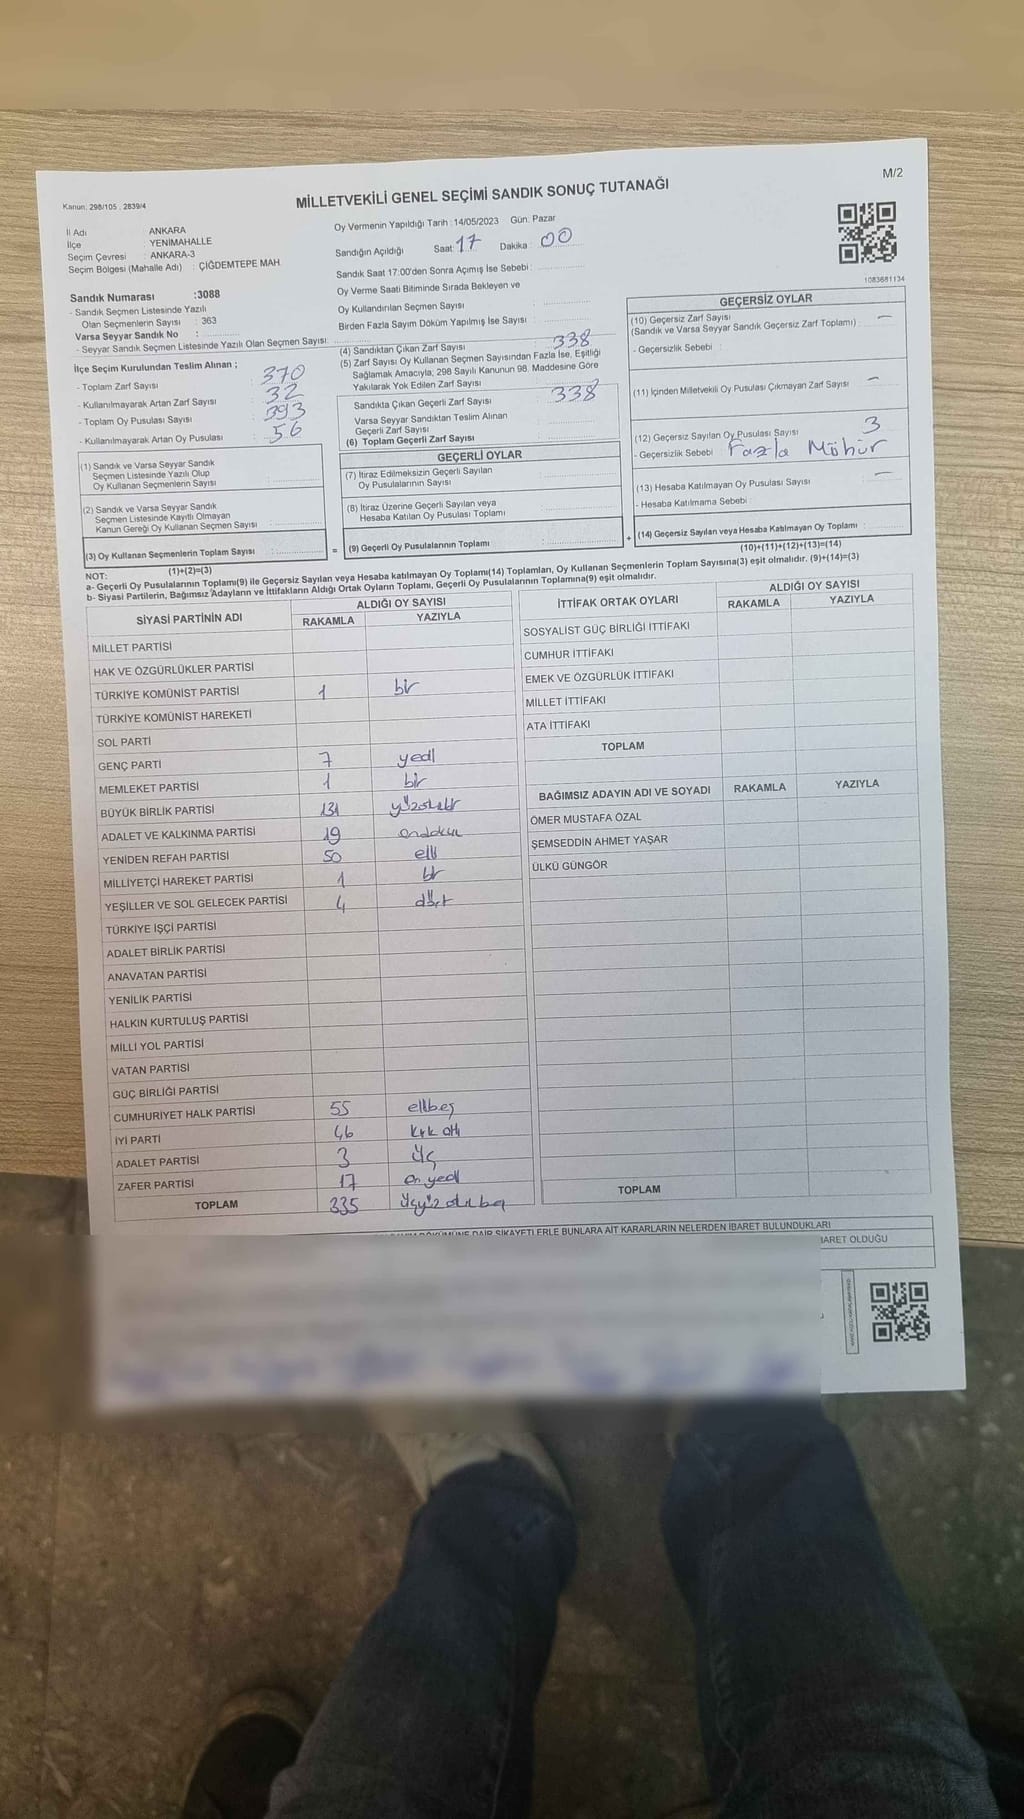 M/2
Kanun: 298/105 , 2839/4
MİLLETVEKİLİ GENEL SEÇİMİ SANDIK SONUÇ TUTANAĞI
İl Adı : ANKARA
İlçe : YENİMAHALLE
Seçim Çevresi : ANKARA-3
Seçim Bölgesi (Mahalle Adı) : ÇİĞDEMTEPE MAH.
Oy Vermenin Yapıldığı Tarih : 14/05/2023 Gün: Pazar
Sandığın Açıldığı Saat: 17 Dakika : 00
Sandık Saat 17:00'den Sonra Açımış İse Sebebi :
Oy Verme Saati Bitiminde Sırada Bekleyen ve
Oy Kullandırılan Seçmen Sayısı :
Birden Fazla Sayım Döküm Yapılmış İse Sayısı :
1083681134
Sandık Numarası :3088
- Sandık Seçmen Listesinde Yazılı
Olan Seçmenlerin Sayısı : 363
Varsa Seyyar Sandık No :
- Seyyar Sandık Seçmen Listesinde Yazılı Olan Seçmen Sayısı:
İlçe Seçim Kurulundan Teslim Alınan ;
- Toplam Zarf Sayısı : 370
- Kullanılmayarak Artan Zarf Sayısı : 32
- Toplam Oy Pusulası Sayısı : 393
- Kullanılmayarak Artan Oy Pusulası : 56
(1) Sandık ve Varsa Seyyar Sandık
Seçmen Listesinde Yazılı Olup
Oy Kullanan Seçmenlerin Sayısı :
(2) Sandık ve Varsa Seyyar Sandık
Seçmen Listesinde Kayıtlı Olmayan
Kanun Gereği Oy Kullanan Seçmen Sayısı :
(3) Oy Kullanan Seçmenlerin Toplam Sayısı :
(1)+(2)=(3)
(4) Sandıktan Çıkan Zarf Sayısı : 338
(5) Zarf Sayısı Oy Kullanan Seçmen Sayısından Fazla İse, Eşitliği
Sağlamak Amacıyla; 298 Sayılı Kanunun 98. Maddesine Göre
Yakılarak Yok Edilen Zarf Sayısı :
Sandıkta Çıkan Geçerli Zarf Sayısı : 338
Varsa Seyyar Sandıktan Teslim Alınan
Geçerli Zarf Sayısı :
(6) Toplam Geçerli Zarf Sayısı :
GEÇERLİ OYLAR
(7) İtiraz Edilmeksizin Geçerli Sayılan
Oy Pusulalarının Sayısı :
(8) İtiraz Üzerine Geçerli Sayılan veya
Hesaba Katılan Oy Pusulası Toplamı :
= (9) Geçerli Oy Pusulalarının Toplamı :
GEÇERSİZ OYLAR
(10) Geçersiz Zarf Sayısı
(Sandık ve Varsa Seyyar Sandık Geçersiz Zarf Toplamı) : —
- Geçersizlik Sebebi :
(11) İçinden Milletvekili Oy Pusulası Çıkmayan Zarf Sayısı : —
(12) Geçersiz Sayılan Oy Pusulası Sayısı : 3
- Geçersizlik Sebebi : Fazla Möhür
(13) Hesaba Katılmayan Oy Pusulası Sayısı : —
- Hesaba Katılmama Sebebi :
+ (14) Geçersiz Sayılan veya Hesaba Katılmayan Oy Toplamı :
(10)+(11)+(12)+(13)=(14)
NOT:
a- Geçerli Oy Pusulalarının Toplamı(9) ile Geçersiz Sayılan veya Hesaba katılmayan Oy Toplamı(14) Toplamları, Oy Kullanan Seçmenlerin Toplam Sayısına(3) eşit olmalıdır. (9)+(14)=(3)
b- Siyasi Partilerin, Bağımsız Adayların ve İttifakların Aldığı Ortak Oyların Toplamı, Geçerli Oy Pusulalarının Toplamına(9) eşit olmalıdır.
SİYASİ PARTİNİN ADI ALDIĞI OY SAYISI
RAKAMLA YAZIYLA
MİLLET PARTİSİ
HAK VE ÖZGÜRLÜKLER PARTİSİ
TÜRKİYE KOMÜNİST PARTİSİ 1 bir
TÜRKİYE KOMÜNİST HAREKETİ
SOL PARTİ
GENÇ PARTİ 7 yedi
MEMLEKET PARTİSİ 1 bir
BÜYÜK BİRLİK PARTİSİ 131
ADALET VE KALKINMA PARTİSİ 19 ondokuz
YENİDEN REFAH PARTİSİ 50 elli
MİLLİYETÇİ HAREKET PARTİSİ 1 bir
YEŞİLLER VE SOL GELECEK PARTİSİ 4 dört
TÜRKİYE İŞÇİ PARTİSİ
ADALET BİRLİK PARTİSİ
ANAVATAN PARTİSİ
YENİLİK PARTİSİ
HALKIN KURTULUŞ PARTİSİ
MİLLİ YOL PARTİSİ
VATAN PARTİSİ
GÜÇ BİRLİĞİ PARTİSİ
CUMHURİYET HALK PARTİSİ 55 ellibeş
İYİ PARTİ 46 kırk altı
ADALET PARTİSİ 3 üç
ZAFER PARTİSİ 17 on yedi
TOPLAM 335
İTTİFAK ORTAK OYLARI ALDIĞI OY SAYISI
RAKAMLA YAZIYLA
SOSYALİST GÜÇ BİRLİĞİ İTTİFAKI
CUMHUR İTTİFAKI
EMEK VE ÖZGÜRLÜK İTTİFAKI
MİLLET İTTİFAKI
ATA İTTİFAKI
TOPLAM
BAĞIMSIZ ADAYIN ADI VE SOYADI RAKAMLA YAZIYLA
ÖMER MUSTAFA ÖZAL
ŞEMSEDDİN AHMET YAŞAR
ÜLKÜ GÜNGÖR
TOPLAM
DÖKÜMÜNE DAİR ŞİKAYETLERLE BUNLARA AİT KARARLARIN NELERDEN İBARET BULUNDUKLARI
BARET OLDUĞU